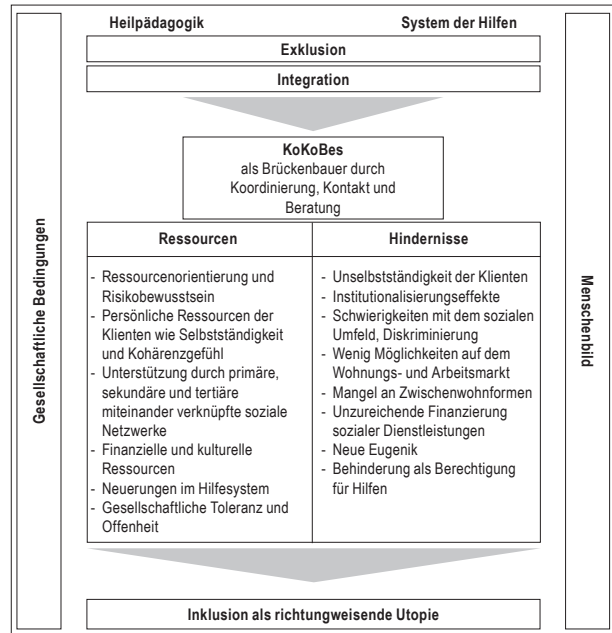 Heilpädagogik
System der Hilfen
Exklusion
Integration
KoKoBes
als Brückenbauer durch
Koordinierung, Kontakt und
Beratung
Gesellschaftliche Bedingungen
Ressourcen
- Ressourcenorientierung und
Risikobewusstsein
- Persönliche Ressourcen der
Klienten wie Selbstständigkeit
und Kohärenzgefühl
- Unterstützung durch primäre,
sekundäre und tertiäre
miteinander verknüpfte soziale
Netzwerke
- Finanzielle und kulturelle
Ressourcen
- Neuerungen im Hilfesystem
- Gesellschaftliche Toleranz und
Offenheit
Hindernisse
- Unselbstständigkeit der Klienten
- Institutionalisierungseffekte
- Schwierigkeiten mit dem sozialen
Umfeld, Diskriminierung
- Wenig Möglichkeiten auf dem
Wohnungs- und Arbeitsmarkt
- Mangel an Zwischenwohnformen
- Unzureichende Finanzierung
sozialer Dienstleistungen
- Neue Eugenik
- Behinderung als Berechtigung
für Hilfen
Menschenbild
Inklusion als richtungweisende Utopie